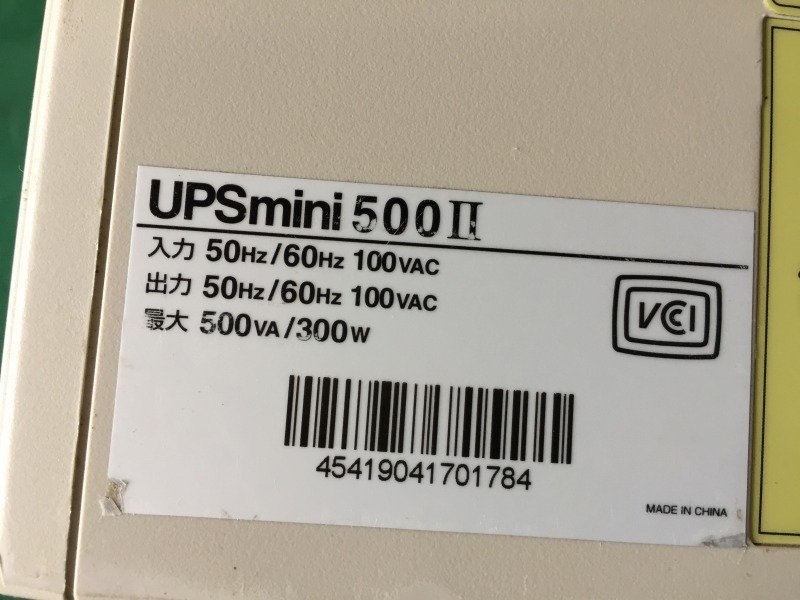 UPSmini 500II
入力 50Hz/60Hz 100VAC
出力 50Hz/60Hz 100VAC
最大 500VA/300W
VCCI
45419041701784
MADE IN CHINA